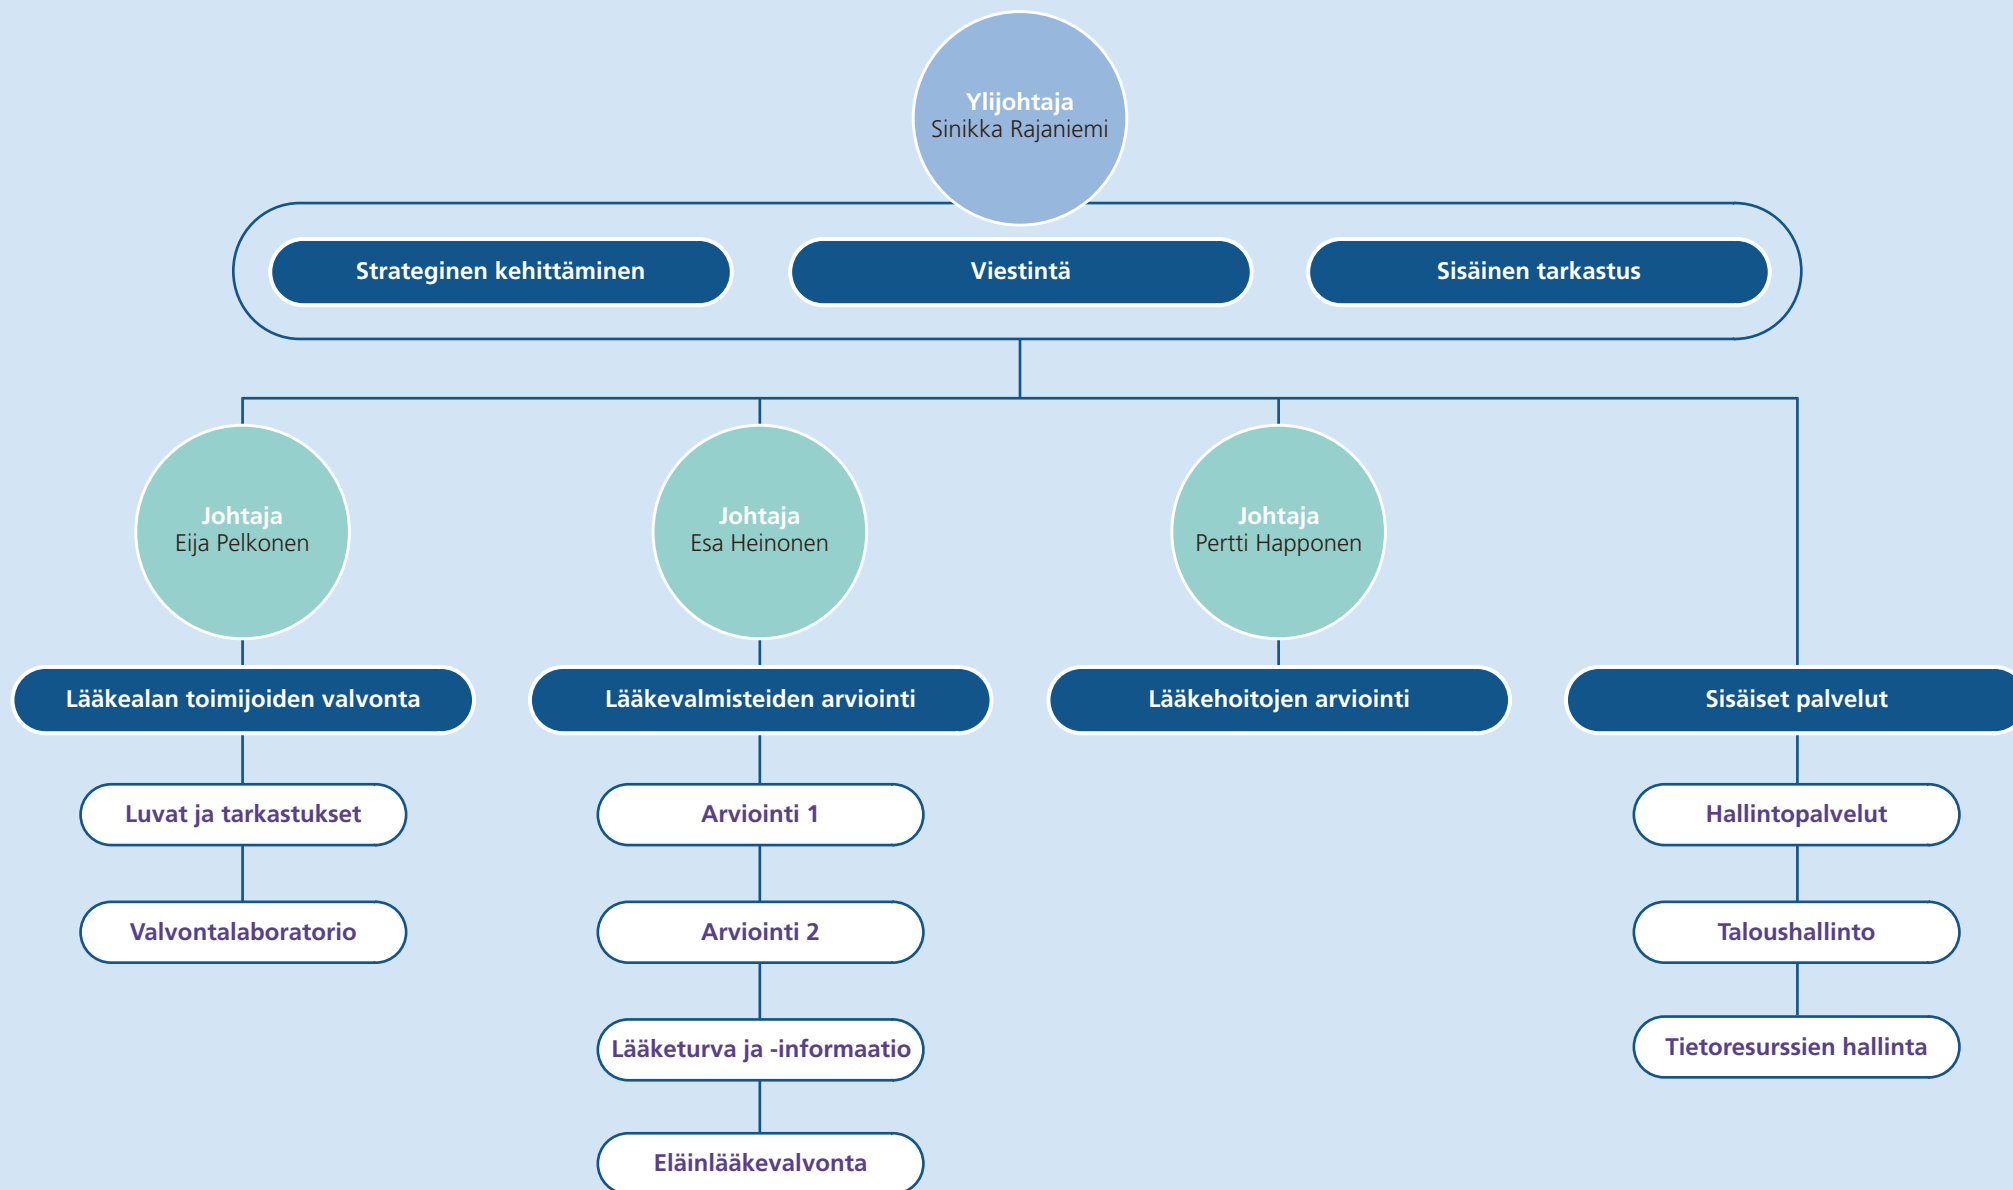 Ylijohtaja
Sinikka Rajaniemi
Strateginen kehittäminen
Viestintä
Sisäinen tarkastus
Johtaja
Eija Pelkonen
Johtaja
Esa Heinonen
Johtaja
Pertti Happonen
Lääkealan toimijoiden valvonta
Lääkevalmisteiden arviointi
Lääkehoitojen arviointi
Sisäiset palvelut
Luvat ja tarkastukset
Arviointi 1
Hallintopalvelut
Valvontalaboratorio
Arviointi 2
Taloushallinto
Lääketurva ja -informaatio
Tietoresurssien hallinta
Eläinlääkevalvonta